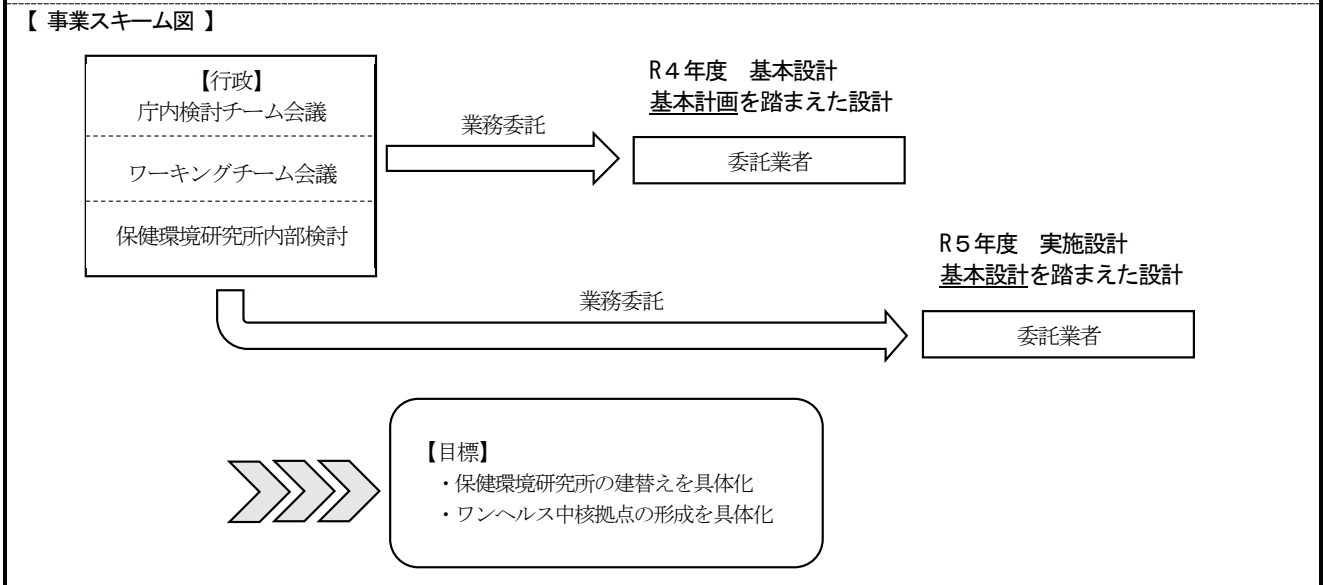 【 事業スキーム図 】
【行政】
庁内検討チーム会議
ワーキングチーム会議
保健環境研究所内部検討
業務委託
R４年度　基本設計
基本計画を踏まえた設計
委託業者
業務委託
R５年度　実施設計
基本設計を踏まえた設計
委託業者
【目標】
・保健環境研究所の建替えを具体化
・ワンヘルス中核拠点の形成を具体化